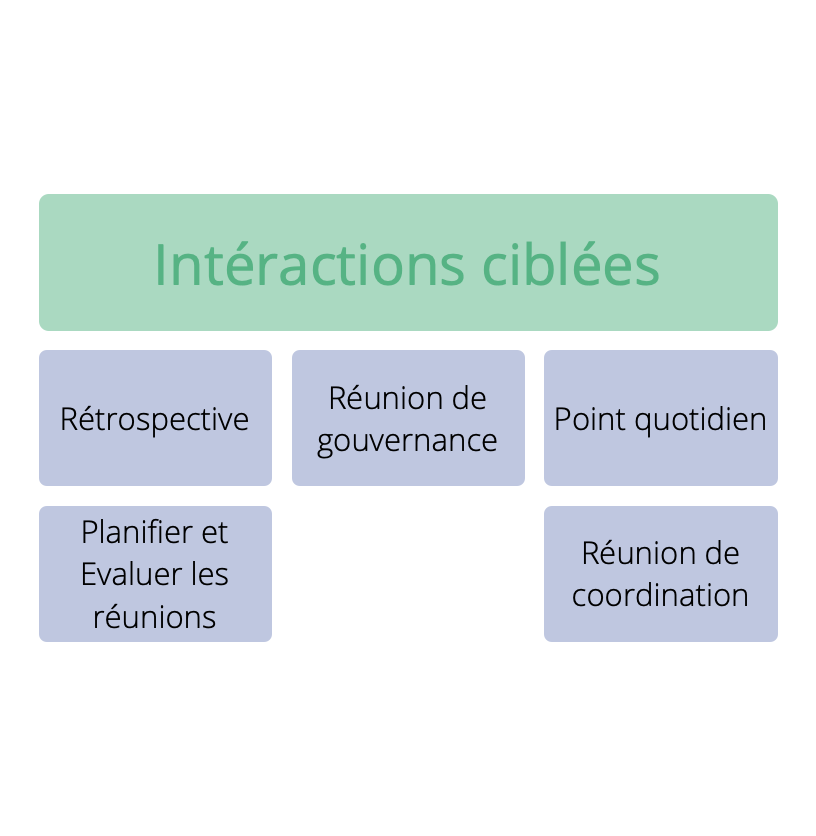 Intéractions ciblées
Rétrospective
Réunion de
gouvernance
Point quotidien
Planifier et
Evaluer les
réunions
Réunion de
coordination